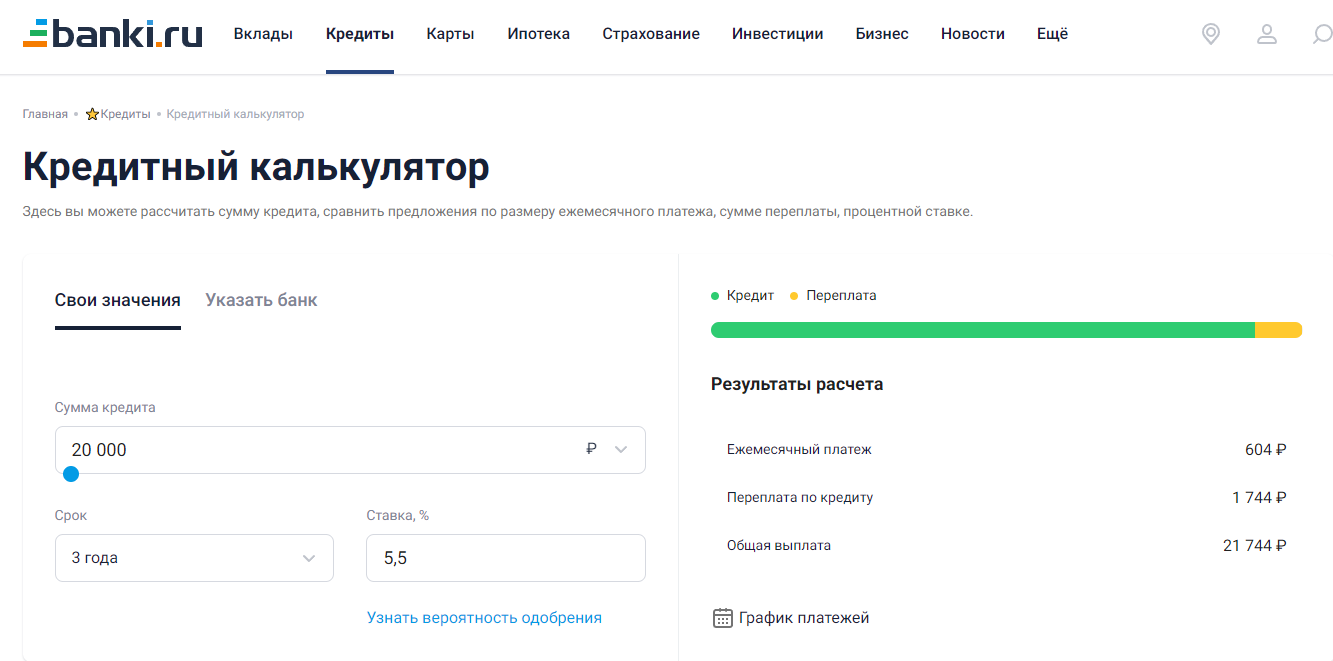 banki.ru Вклады Кредиты Карты Ипотека Страхование Инвестиции Бизнес Новости Ещё
Главная • Кредиты • Кредитный калькулятор
Кредитный калькулятор
Здесь вы можете рассчитать сумму кредита, сравнить предложения по размеру ежемесячного платежа, сумме переплаты, процентной ставке.
Свои значения Указать банк
Сумма кредита
20 000 ₽
Срок Ставка, %
3 года 5,5
Узнать вероятность одобрения
Кредит Переплата
Результаты расчета
Ежемесячный платеж 604 ₽
Переплата по кредиту 1 744 ₽
Общая выплата 21 744 ₽
График платежей